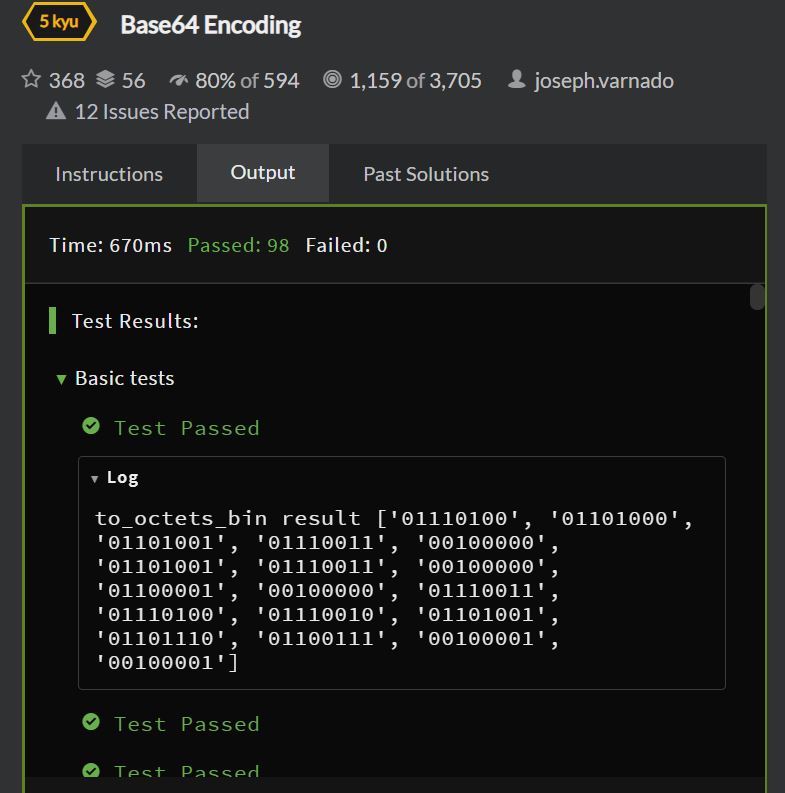 5 kyu Base64 Encoding
368 56 80% of 594 1,159 of 3,705 joseph.varnado
12 Issues Reported
Instructions Output Past Solutions
Time: 670ms Passed: 98 Failed: 0
Test Results:
Basic tests
Test Passed
Log
to_octets_bin result ['01110100', '01101000',
'01101001', '01110011', '00100000',
'01101001', '01110011', '00100000',
'01100001', '00100000', '01110011',
'01110100', '01110010', '01101001',
'01101110', '01100111', '00100001',
'00100001']
Test Passed
Test Passed